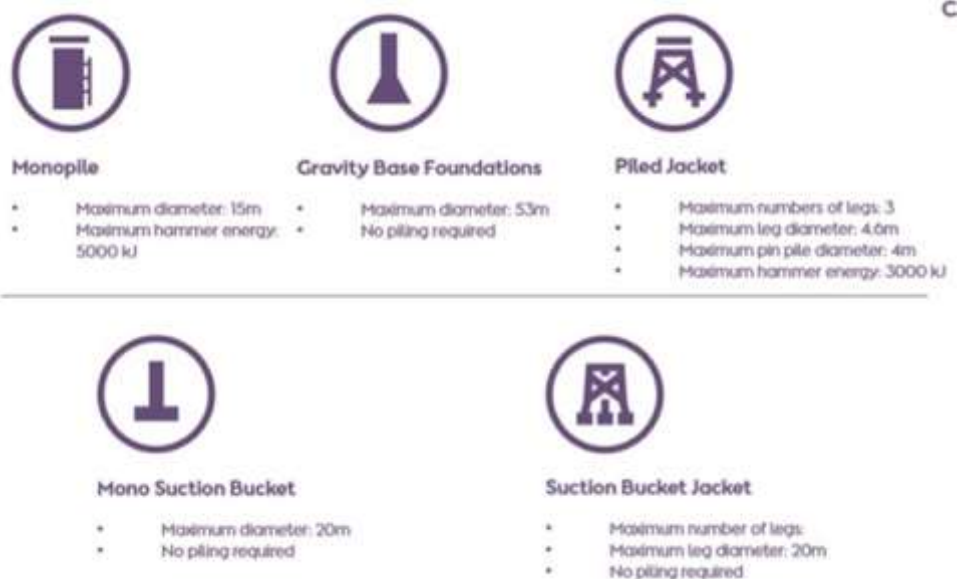 C
Monopile
• Maximum diameter: 15m
• Maximum hammer energy:
5000 kJ
Gravity Base Foundations
• Maximum diameter: 53m
• No piling required
Piled Jacket
• Maximum numbers of legs: 3
• Maximum leg diameter: 4.6m
• Maximum pin pile diameter: 4m
• Maximum hammer energy: 3000 kJ
Mono Suction Bucket
• Maximum diameter: 20m
• No piling required
Suction Bucket Jacket
• Maximum number of legs:
• Maximum leg diameter: 20m
• No piling required